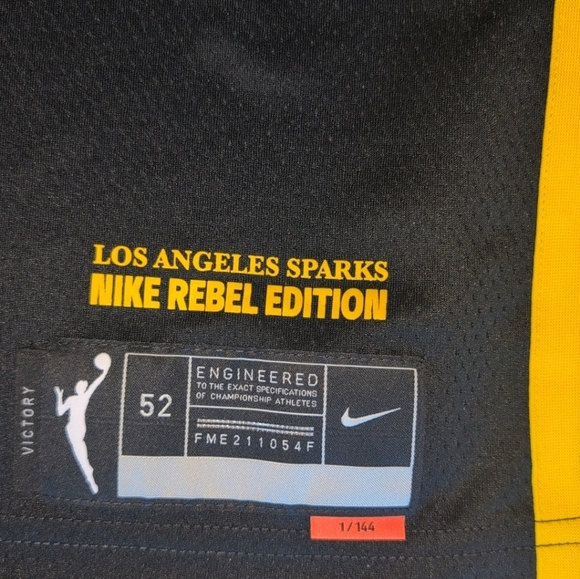 LOS ANGELES SPARKS
NIKE REBEL EDITION
VICTORY
52
ENGINEERED
TO THE EXACT SPECIFICATIONS
OF CHAMPIONSHIP ATHLETES
FME211054F
1/144